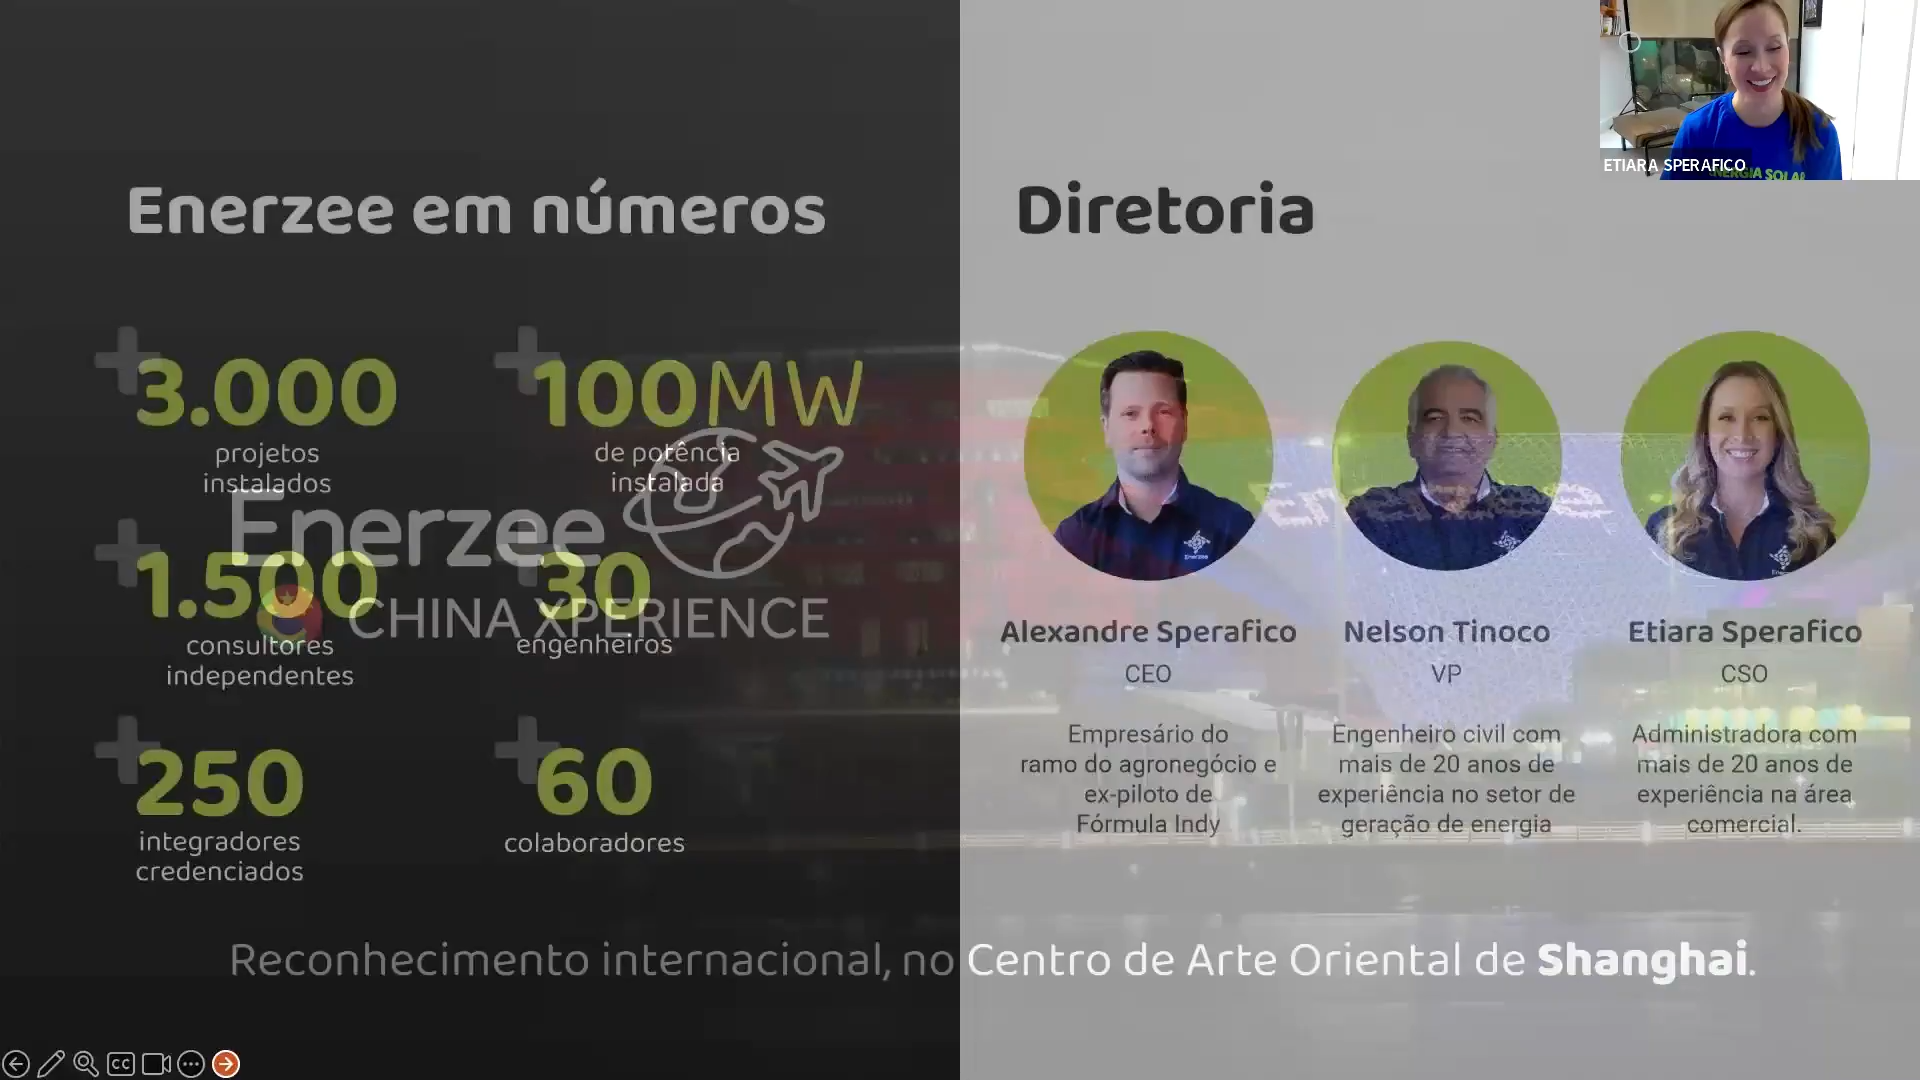 ETIARA SPERAFICO
ENERGIA SOLAR
Enerzee em números
Diretoria
+3.000
projetos
instalados
+100MW
de potência
instalada
Enerzee
CHINA XPERIENCE
+1.500
consultores
independentes
+30
engenheiros
+250
integradores
credenciados
+60
colaboradores
Enerzee
Alexandre Sperafico
CEO
Empresário do
ramo do agronegócio e
ex-piloto de
Fórmula Indy
Nelson Tinoco
VP
Engenheiro civil com
mais de 20 anos de
experiência no setor de
geração de energia
Etiara Sperafico
CSO
Administradora com
mais de 20 anos de
experiência na área
comercial.
Reconhecimento internacional, no Centro de Arte Oriental de Shanghai.
CC